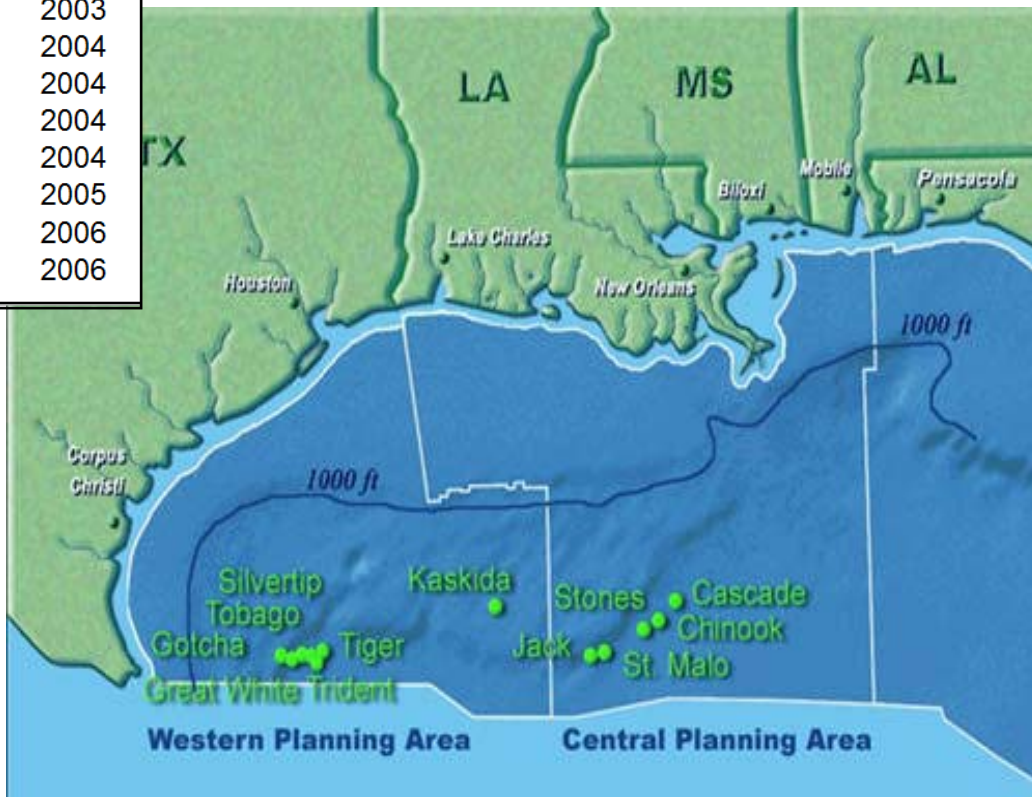 2003
2004
2004
2004
2004
2005
2006
2006
LA
MS
AL
TX
Mobile
Biloxi
Pensacola
Lake Charles
Houston
New Orleans
1000 ft
Corpus
Christi
1000 ft
Silvertip
Kaskida
Stones
Cascade
Tobago
Chinook
Gotcha
Tiger
Jack
St. Malo
Great White Trident
Western Planning Area
Central Planning Area